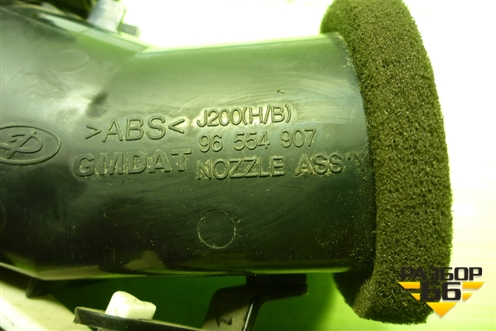 >ABS< J200(H/B)
96 554 907
GMDAT NOZZLE ASS'Y
РАЗБОР
66